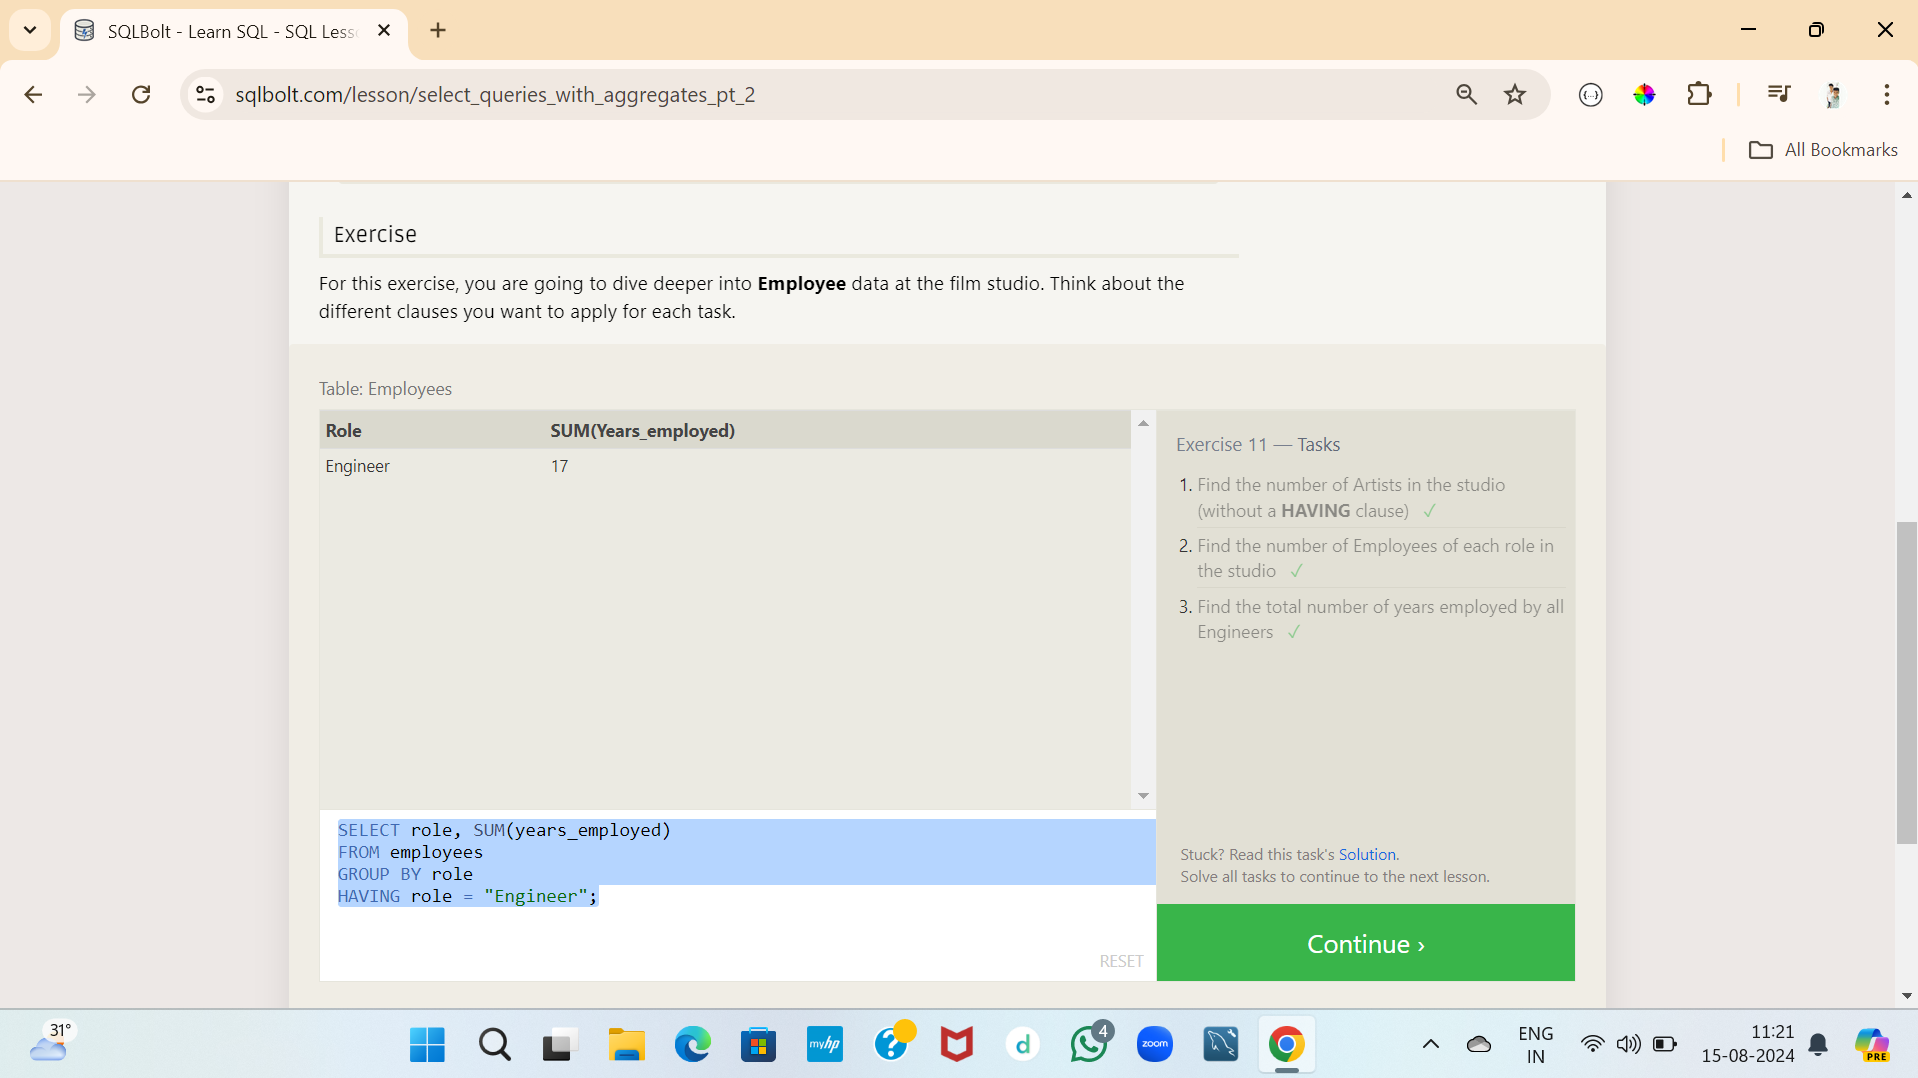 SQLBolt - Learn SQL - SQL Less
sqlbolt.com/lesson/select_queries_with_aggregates_pt_2
All Bookmarks
Exercise
For this exercise, you are going to dive deeper into Employee data at the film studio. Think about the
different clauses you want to apply for each task.
Table: Employees
Role SUM(Years_employed)
Engineer 17
SELECT role, SUM(years_employed)
FROM employees
GROUP BY role
HAVING role = "Engineer";
RESET
Exercise 11 — Tasks
1. Find the number of Artists in the studio
(without a HAVING clause) ✓
2. Find the number of Employees of each role in
the studio ✓
3. Find the total number of years employed by all
Engineers ✓
Stuck? Read this task's Solution.
Solve all tasks to continue to the next lesson.
Continue ›
31°
myhp
d
4
zoom
ENG
IN
11:21
15-08-2024
PRE